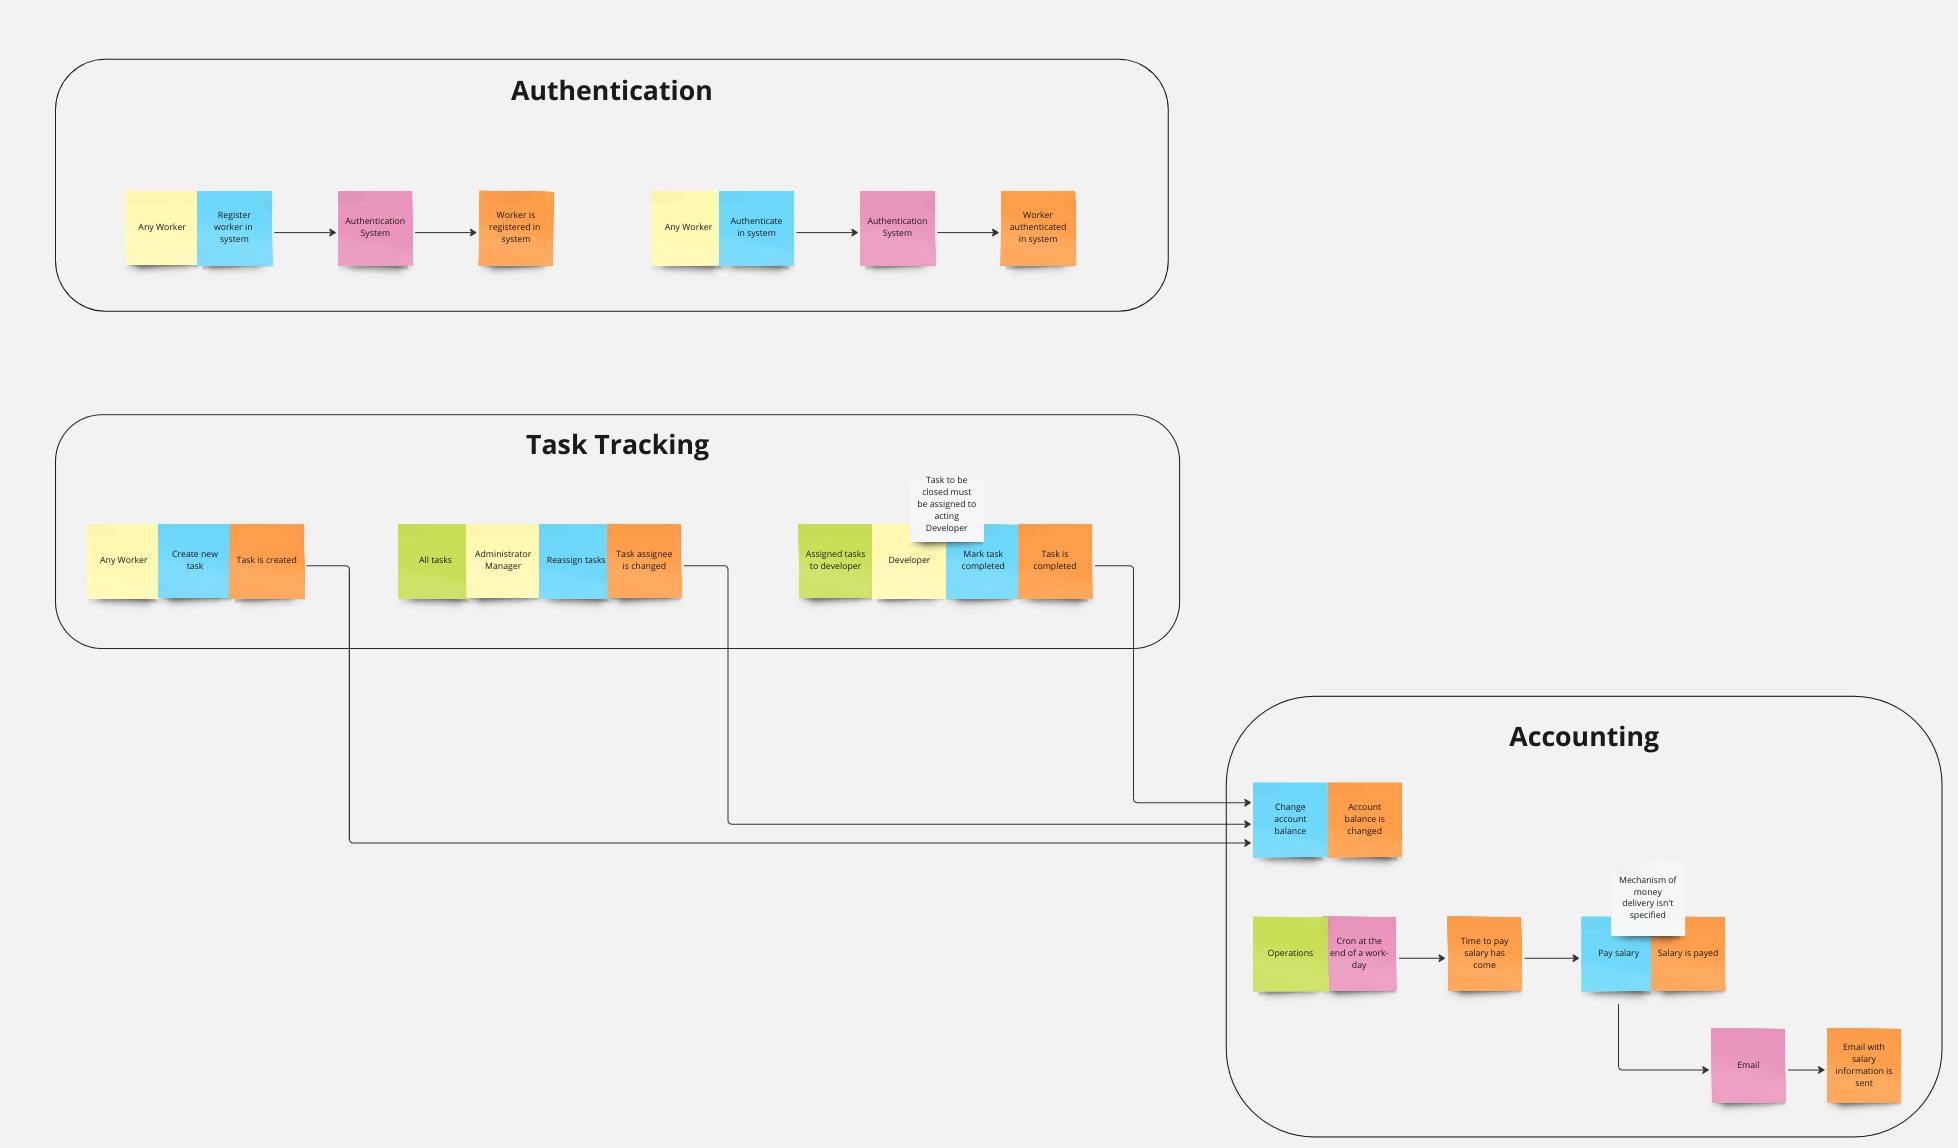 Authentication
Any Worker
Register
worker in
system
Authentication
System
Worker is
registered in
system
Any Worker
Authenticate
in system
Authentication
System
Worker
authenticated
in system
Task Tracking
Any Worker
Create new
task
Task is created
All tasks
Administrator
Manager
Reassign tasks
Task assignee
is changed
Task to be
closed must
be assigned to
acting
Developer
Assigned tasks
to developer
Developer
Mark task
completed
Task is
completed
Accounting
Change
account
balance
Account
balance is
changed
Mechanism of
money
delivery isn't
specified
Operations
Cron at the
end of a work-
day
Time to pay
salary has
come
Pay salary
Salary is payed
Email
Email with
salary
information is
sent